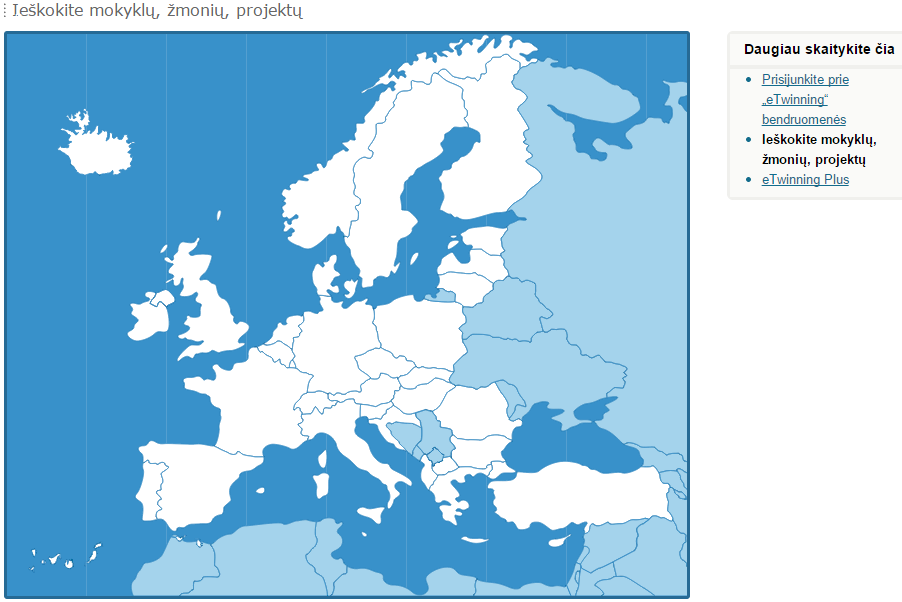 Ieškokite mokyklų, žmonių, projektų
Daugiau skaitykite čia
Prisijunkite prie
„eTwinning“
bendruomenės
Ieškokite mokyklų,
žmonių, projektų
eTwinning Plus